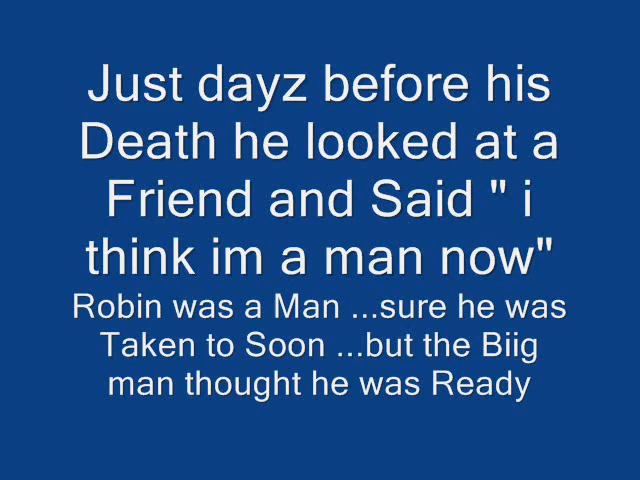 Just dayz before his
Death he looked at a
Friend and Said " i
think im a man now"
Robin was a Man ...sure he was
Taken to Soon ...but the Biig
man thought he was Ready